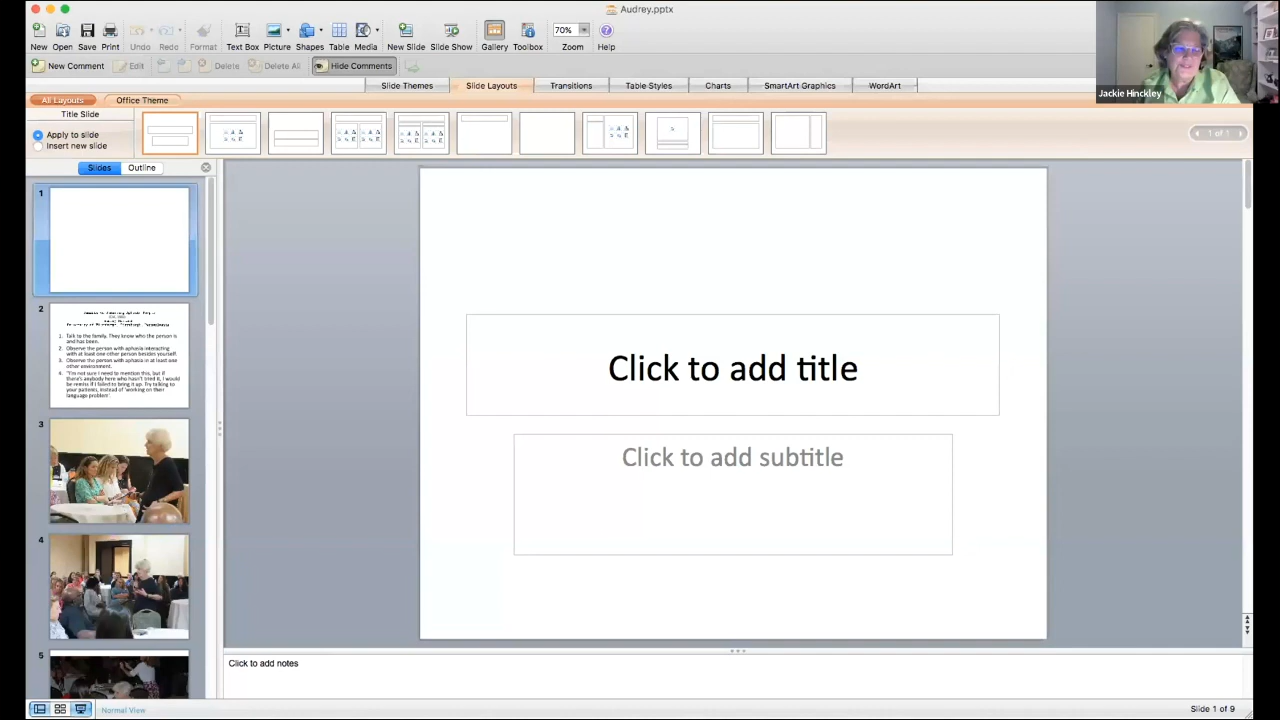 Audrey.pptx
New Open Save Print Undo Redo Format Text Box Picture Shapes Table Media New Slide Slide Show Gallery Toolbox 70% Zoom Help
New Comment Edit Delete Delete All Hide Comments
Slide Themes Slide Layouts Transitions Table Styles Charts SmartArt Graphics WordArt
Jackie Hinckley
All Layouts Office Theme
Title Slide
Apply to slide
Insert new slide
1 of 1
Slides Outline
1
2
1. Talk to the family. They know who the person is
and has been.
2. Observe the person with aphasia interacting
with at least one other person besides yourself.
3. Observe the person with aphasia in at least one
other environment.
4. "I'm not sure I need to mention this, but if
there's anybody here who hasn't tried it, I would
be remiss if I failed to bring it up. Try talking to
your patients, instead of 'working on their
language problem'.
3
4
5
Click to add title
Click to add subtitle
Click to add notes
Normal View
Slide 1 of 9